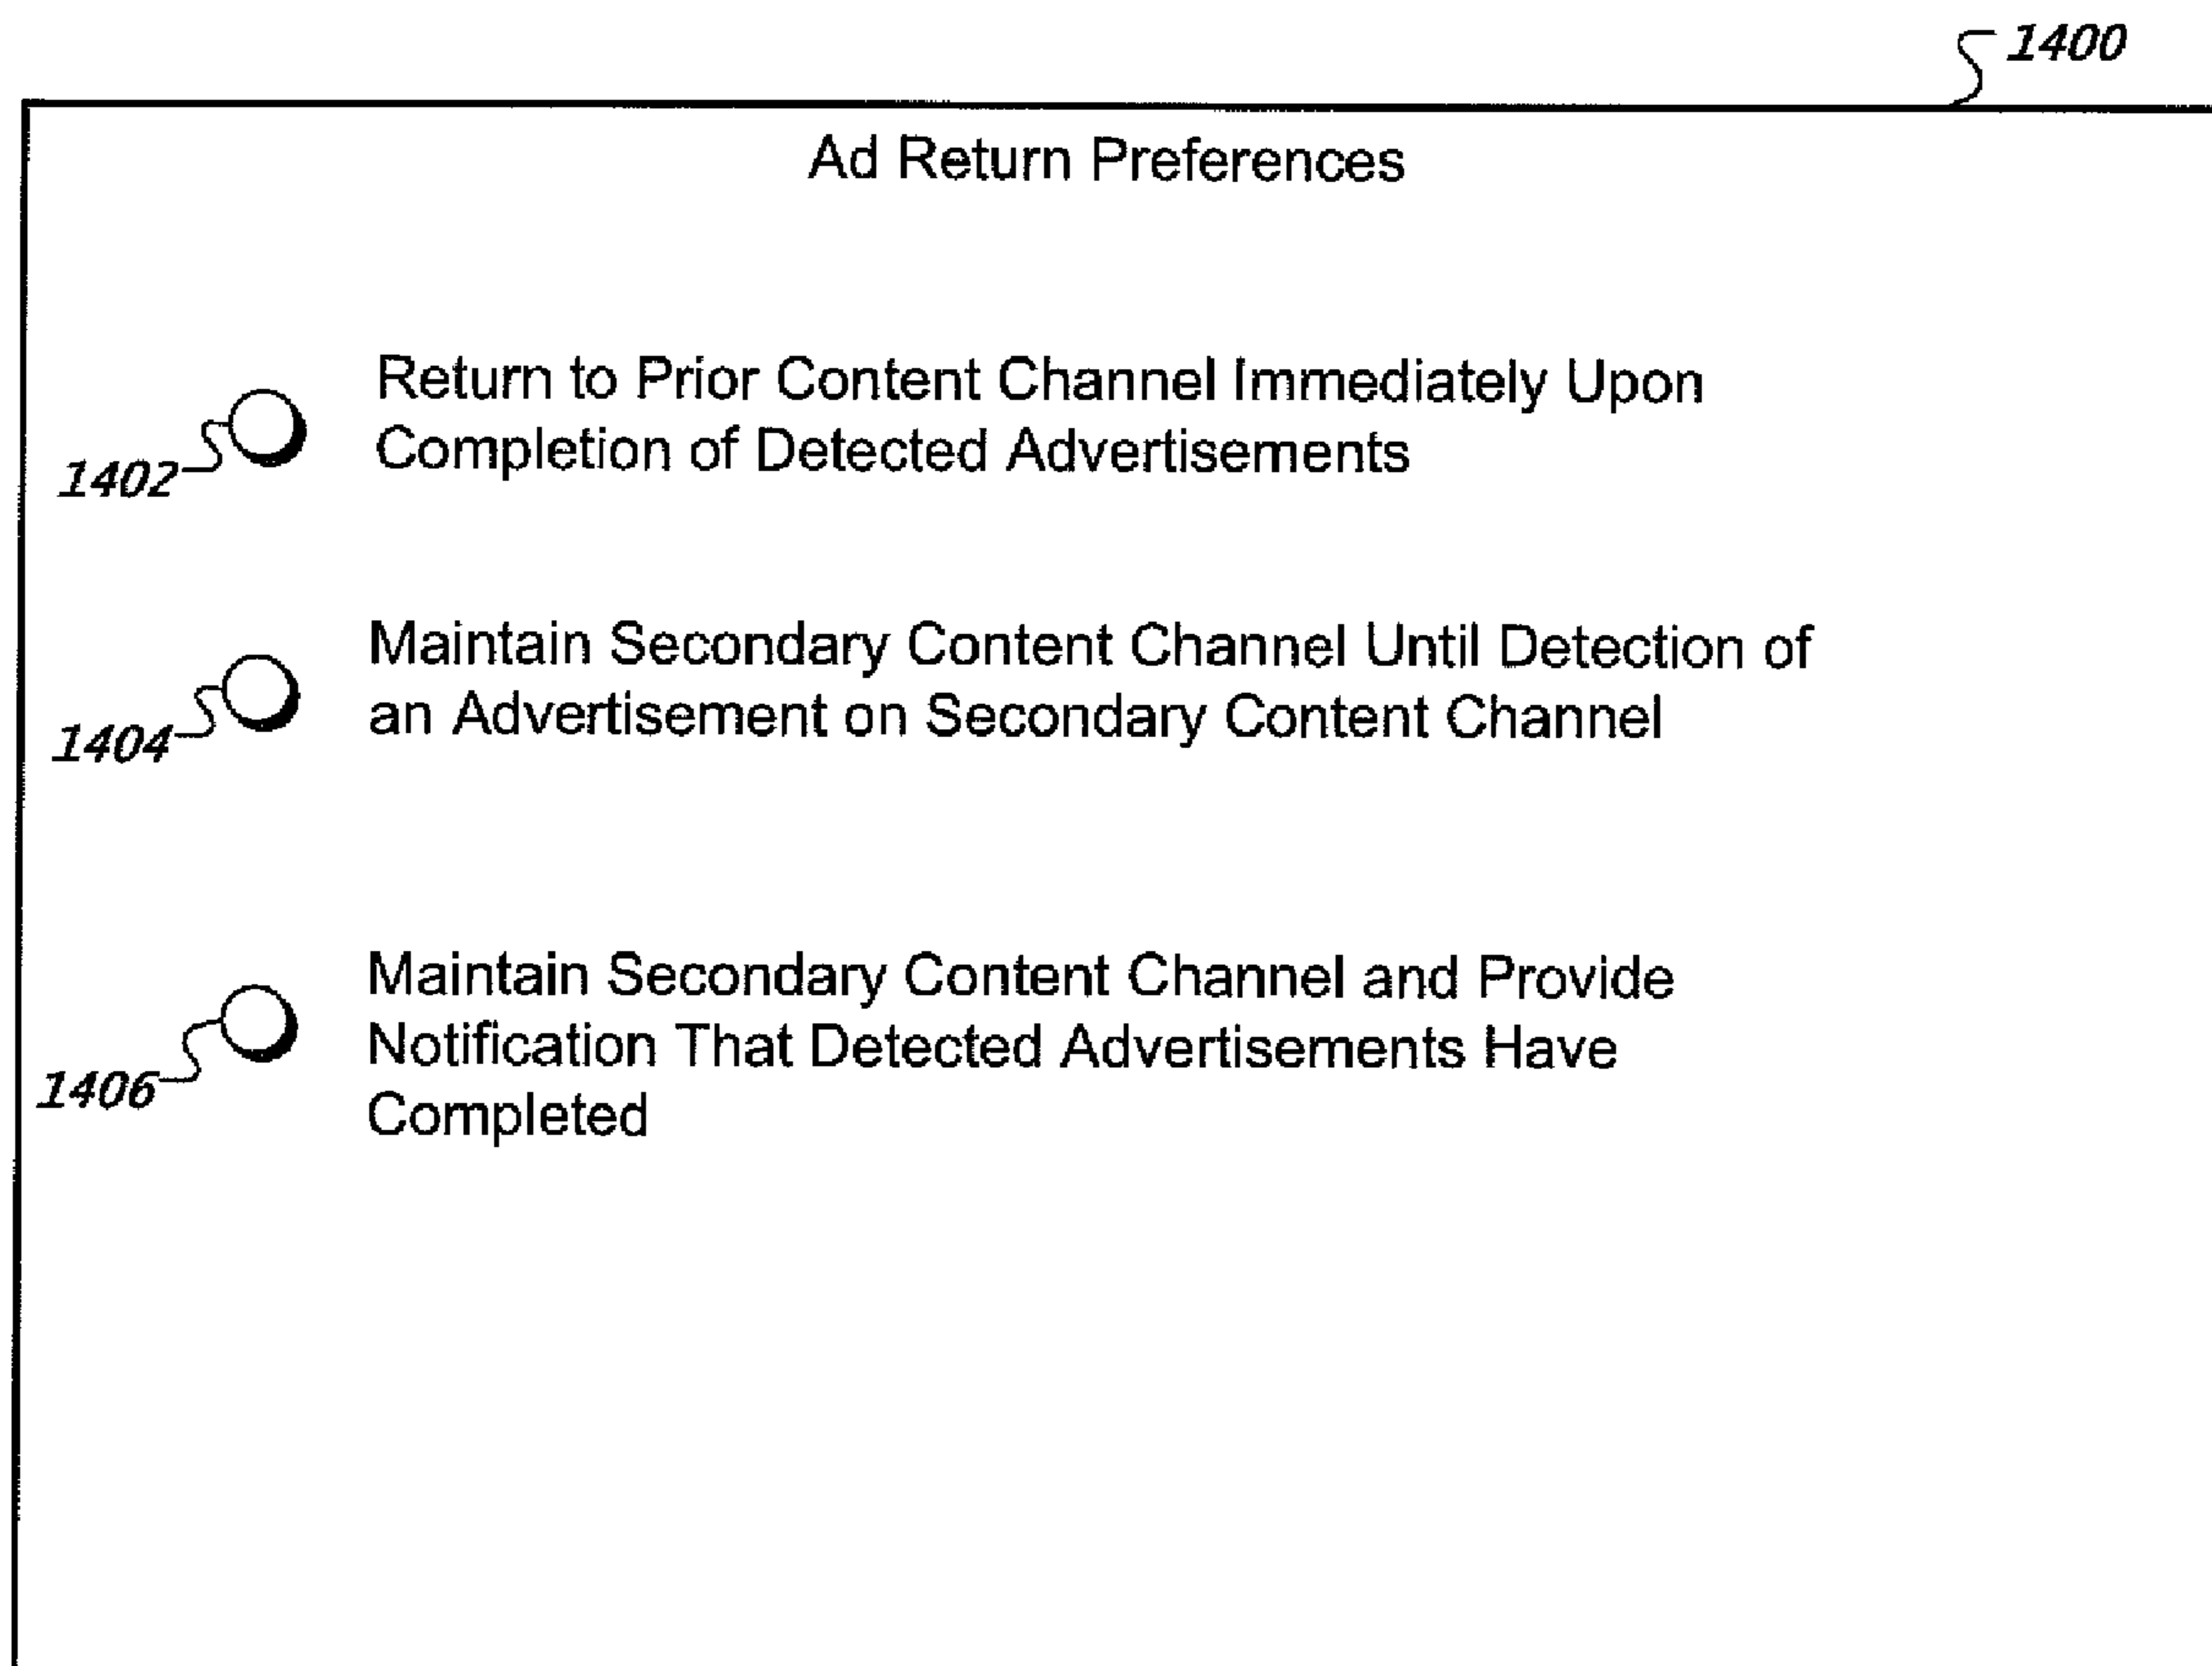 1400
Ad Return Preferences
Return to Prior Content Channel Immediately Upon
Completion of Detected Advertisements
1402
Maintain Secondary Content Channel Until Detection of
an Advertisement on Secondary Content Channel
1404
Maintain Secondary Content Channel and Provide
Notification That Detected Advertisements Have
Completed
1406